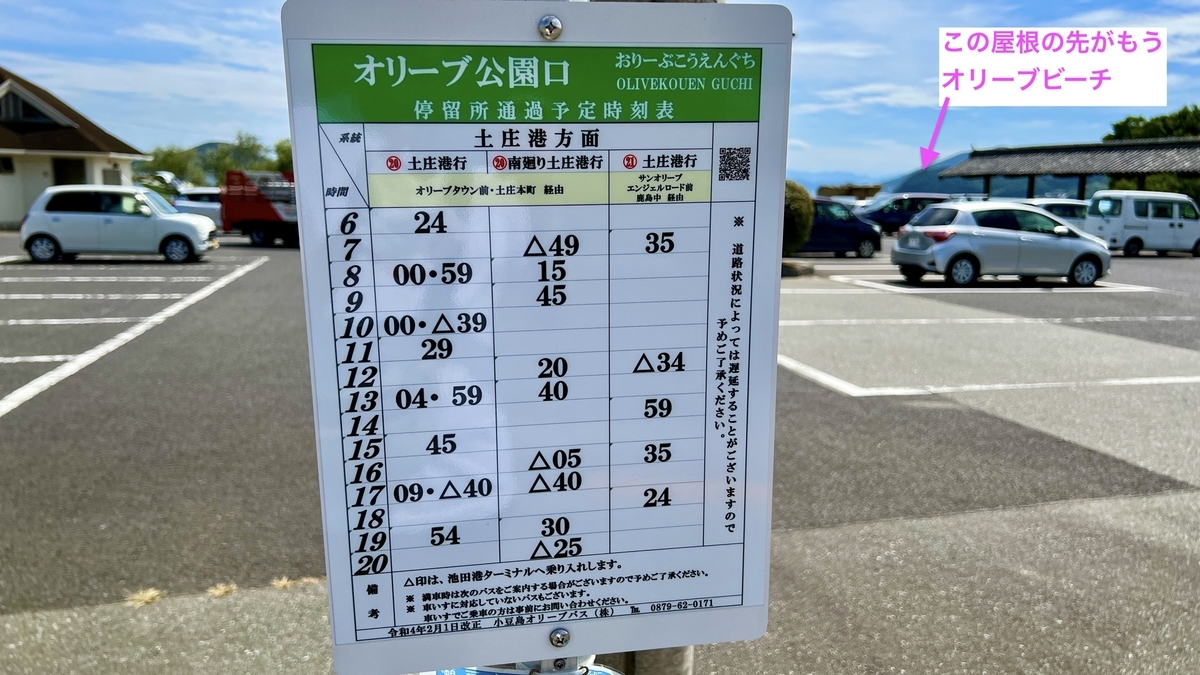 この屋根の先がもう
オリーブビーチ
オリーブ公園口 おりーぶこうえんぐち
OLIVEKOUEN GUCHI
停留所通過予定時刻表
系統
時間
土庄港方面
⑳ 土庄港行 ⑳南廻り土庄港行 ㉑ 土庄港行
オリーブタウン前・土庄本町 経由
サンオリーブ
エンジェルロード前
鹿島中 経由
6 24
7 △49 35
8 00・59 15
9 45
10 00・△39
11 29
12 20 △34
13 04・59 40
14 59
15 45
16 △05 35
17 09・△40 △40
18 24
19 54 30
20 △25
※ 道路状況によっては遅延することがございますので
予めご了承ください。
備考
△印は、池田港ターミナルへ乗り入れします。
※ 満車時は次のバスをご案内する場合がございますので予めご了承ください。
※ 車いすに対応していないバスもございます。
車いすでご乗車の方は事前にお問い合わせください。
令和4年2月1日改正 小豆島オリーブバス（株） ℡ 0879-62-0171